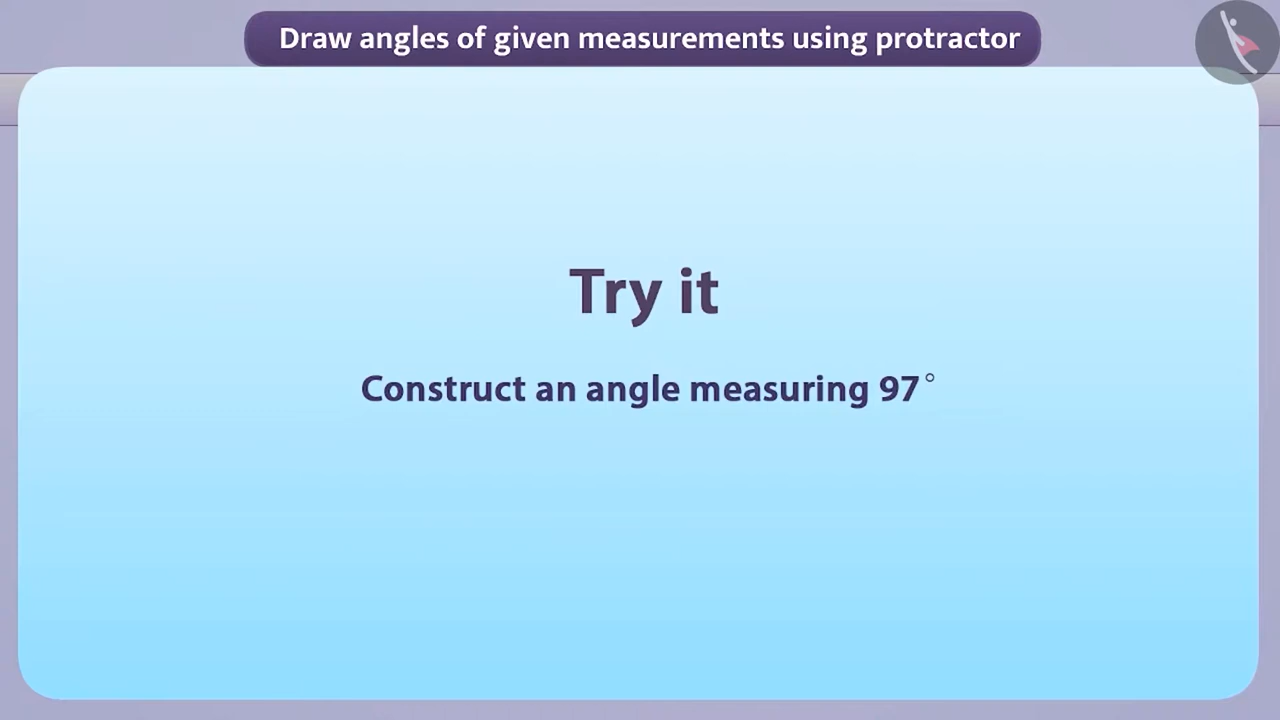 Draw angles of given measurements using protractor
Try it
Construct an angle measuring 97°